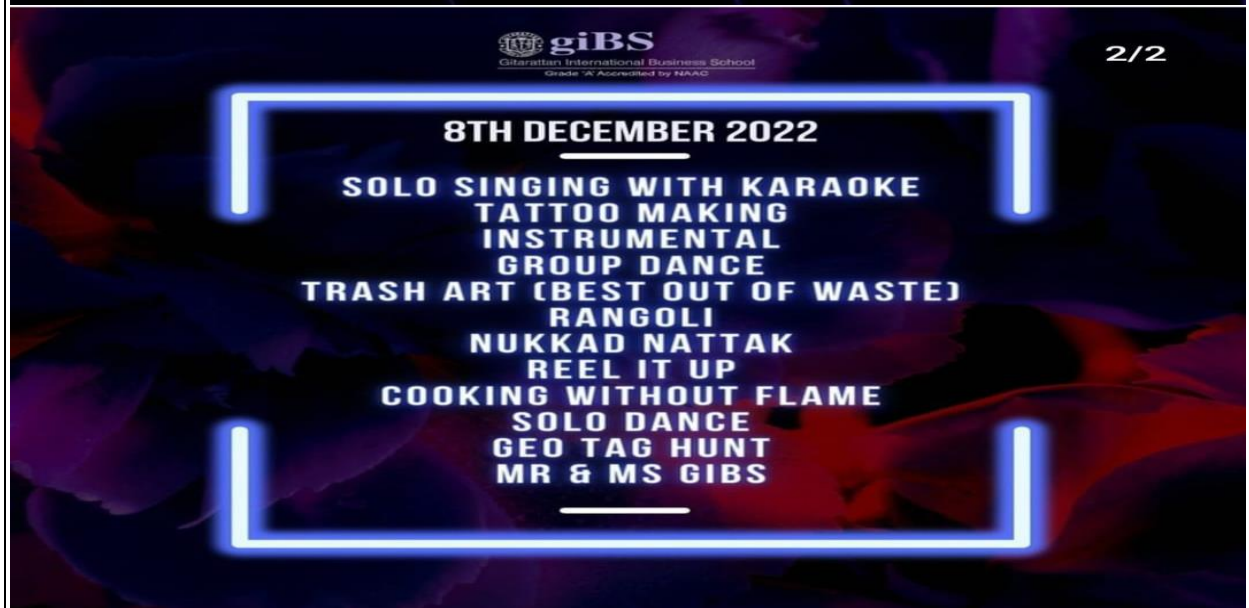 giBS
Gitarattan International Business School
Grade 'A' Accredited by NAAC
2/2
8TH DECEMBER 2022
SOLO SINGING WITH KARAOKE
TATTOO MAKING
INSTRUMENTAL
GROUP DANCE
TRASH ART (BEST OUT OF WASTE)
RANGOLI
NUKKAD NATTAK
REEL IT UP
COOKING WITHOUT FLAME
SOLO DANCE
GEO TAG HUNT
MR & MS GIBS